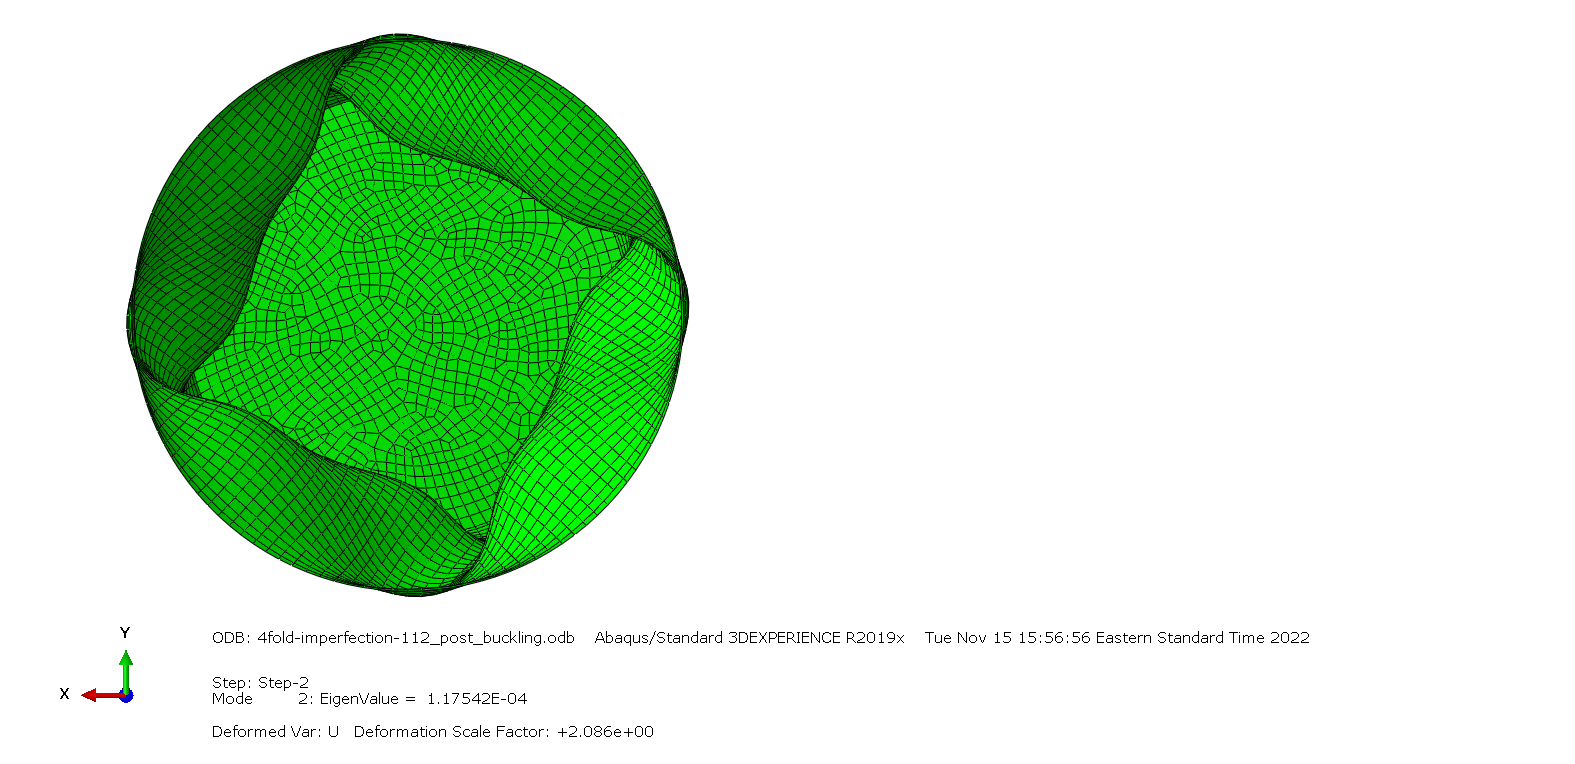 Y
X
ODB: 4fold-imperfection-112_post_buckling.odb Abaqus/Standard 3DEXPERIENCE R2019x Tue Nov 15 15:56:56 Eastern Standard Time 2022
Step: Step-2
Mode 2: EigenValue = 1.17542E-04
Deformed Var: U Deformation Scale Factor: +2.086e+00